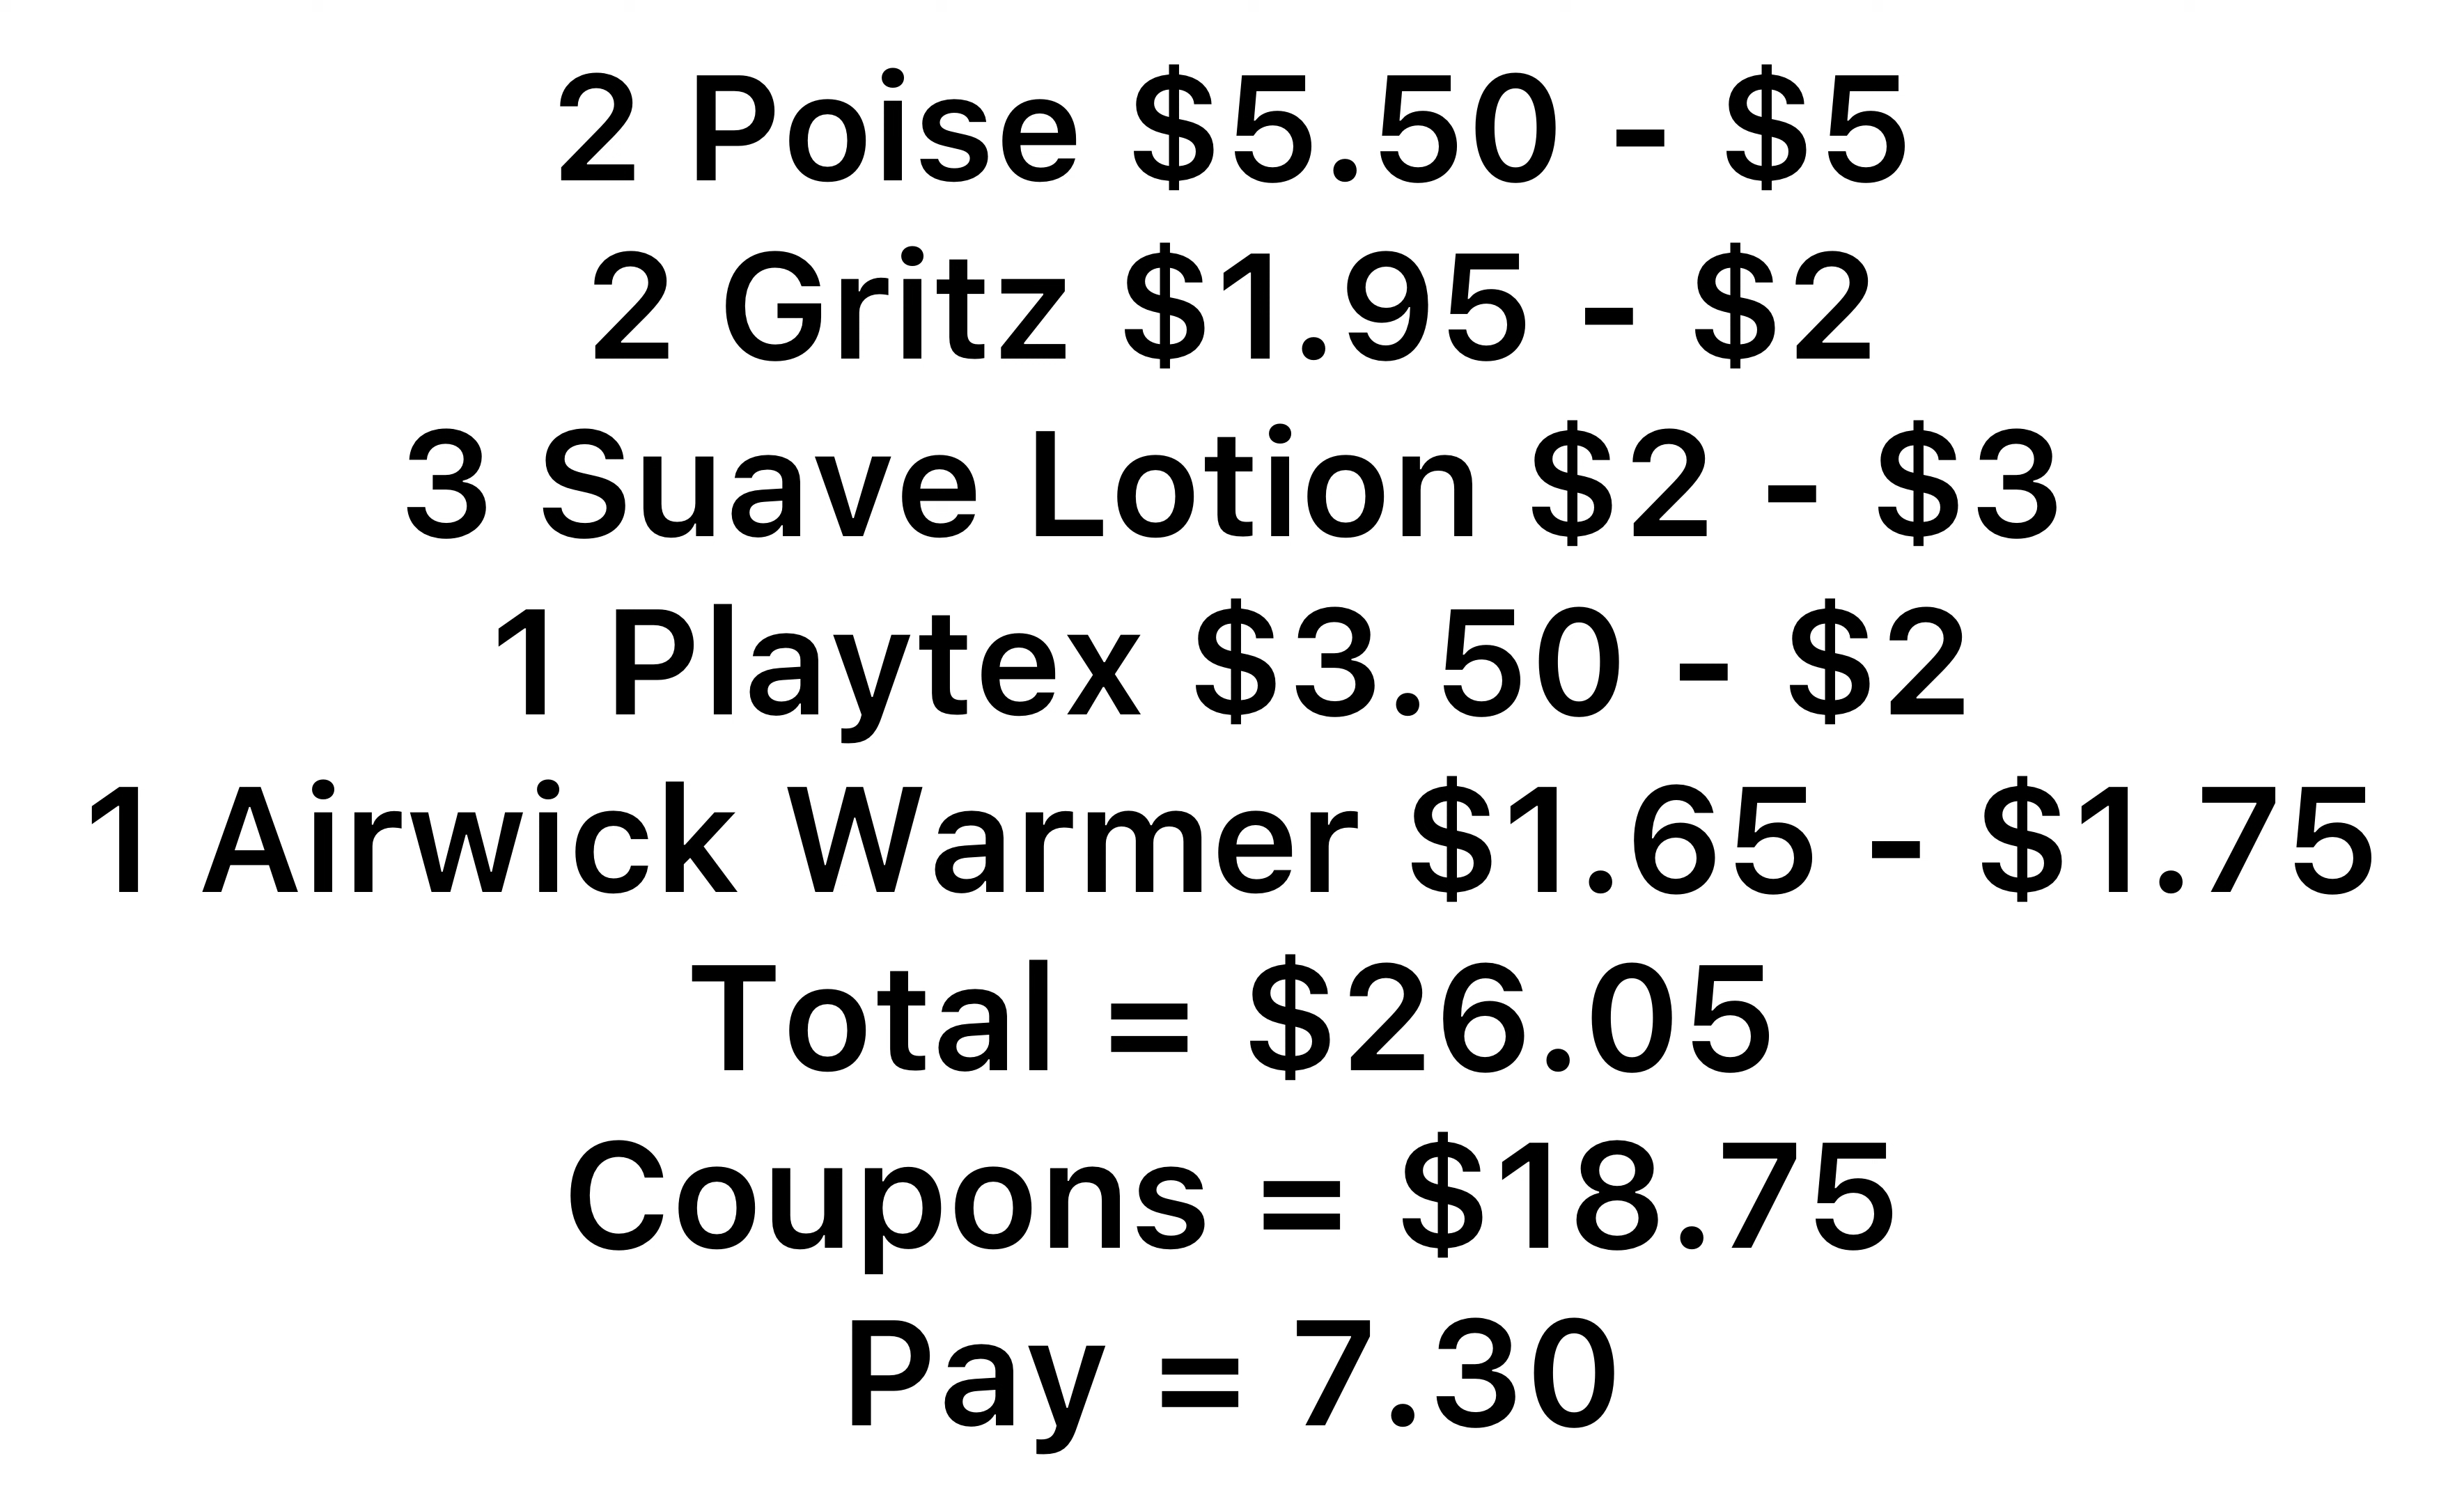 2 Poise $5.50 - $5
2 Gritz $1.95 - $2
3 Suave Lotion $2 - $3
1 Playtex $3.50 - $2
1 Airwick Warmer $1.65 - $1.75
Total = $26.05
Coupons = $18.75
Pay = 7.30